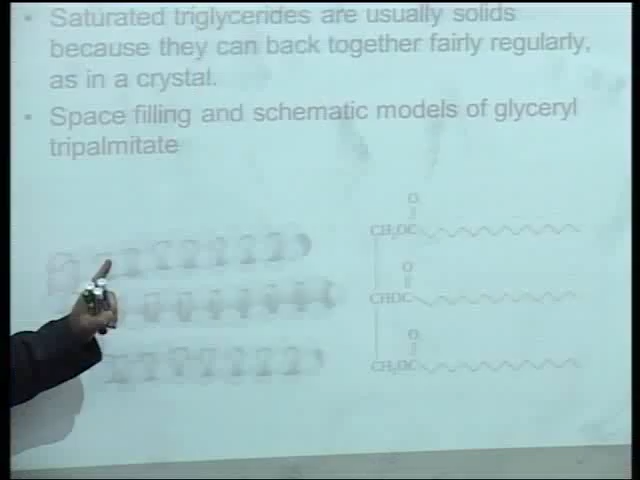 • Saturated triglycerides are usually solids
because they can back together fairly regularly,
as in a crystal.
• Space filling and schematic models of glyceryl
tripalmitate
O
CH₂OC
O
CHOC
O
CH₂OC